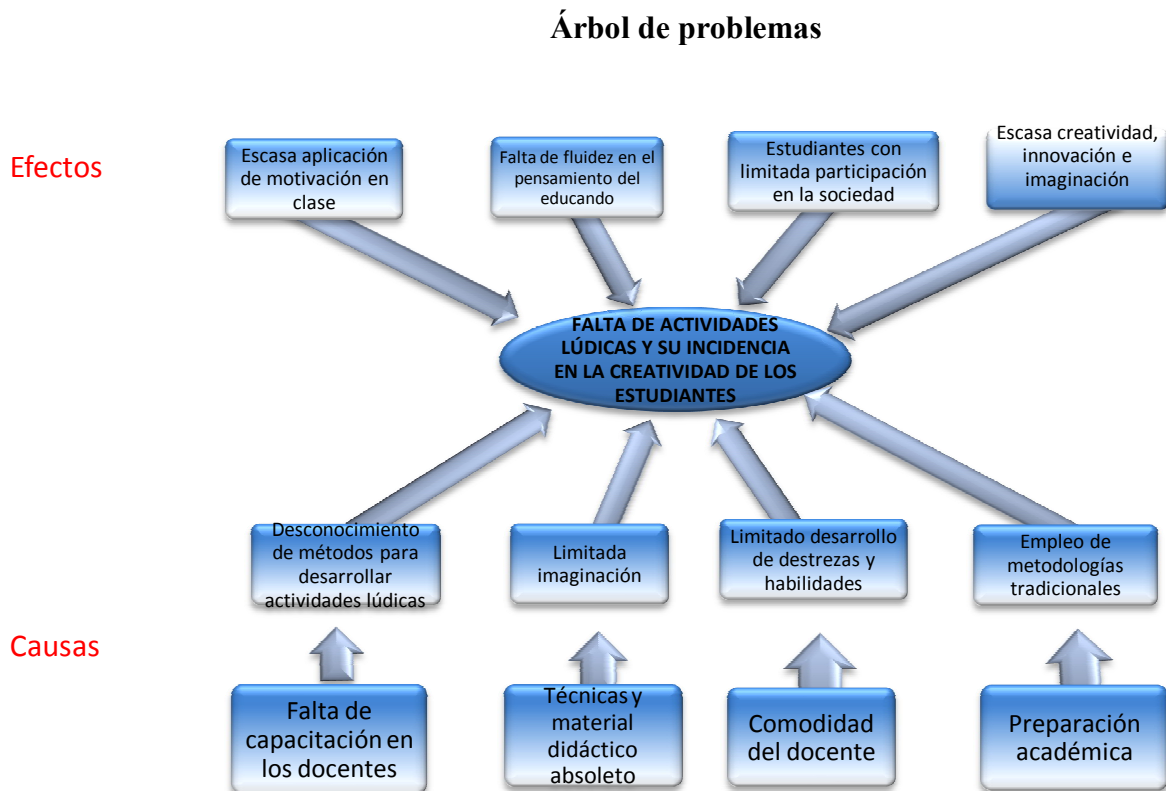 Árbol de problemas
Efectos
Escasa aplicación
de motivación en
clase
Falta de fluidez en el
pensamiento del
educando
Estudiantes con
limitada participación
en la sociedad
Escasa creatividad,
innovación e
imaginación
FALTA DE ACTIVIDADES
LÚDICAS Y SU INCIDENCIA
EN LA CREATIVIDAD DE LOS
ESTUDIANTES
Desconocimiento
de métodos para
desarrollar
actividades lúdicas
Limitada
imaginación
Limitado desarrollo
de destrezas y
habilidades
Empleo de
metodologías
tradicionales
Causas
Falta de
capacitación en
los docentes
Técnicas y
material
didáctico
absoleto
Comodidad
del docente
Preparación
académica